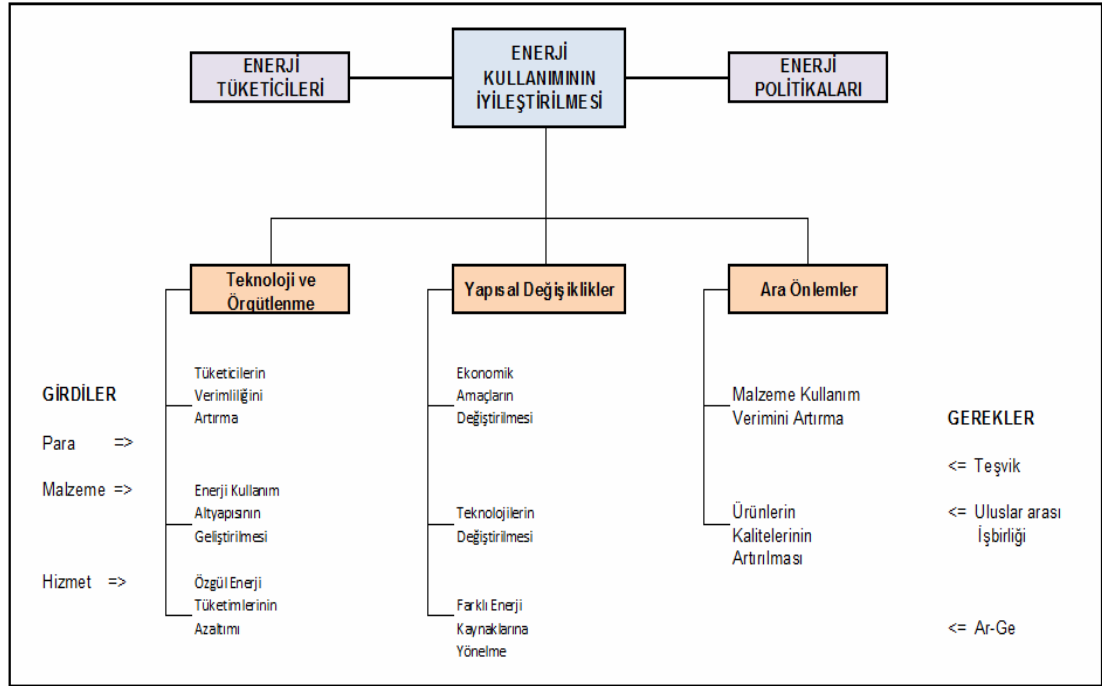 ENERJİ
TÜKETİCİLERİ
ENERJİ
KULLANIMININ
İYİLEŞTİRİLMESİ
ENERJİ
POLİTİKALARI
Teknoloji ve
Örgütlenme
Yapısal Değişiklikler
Ara Önlemler
GİRDİLER
Para =>
Malzeme =>
Hizmet =>
Tüketicilerin
Verimliliğini
Artırma
Enerji Kullanım
Altyapısının
Geliştirilmesi
Özgül Enerji
Tüketimlerinin
Azaltımı
Ekonomik
Amaçların
Değiştirilmesi
Teknolojilerin
Değiştirilmesi
Farklı Enerji
Kaynaklarına
Yönelme
Malzeme Kullanım
Verimini Artırma
Ürünlerin
Kalitelerinin
Artırılması
GEREKLER
<= Teşvik
<= Uluslar arası
İşbirliği
<= Ar-Ge